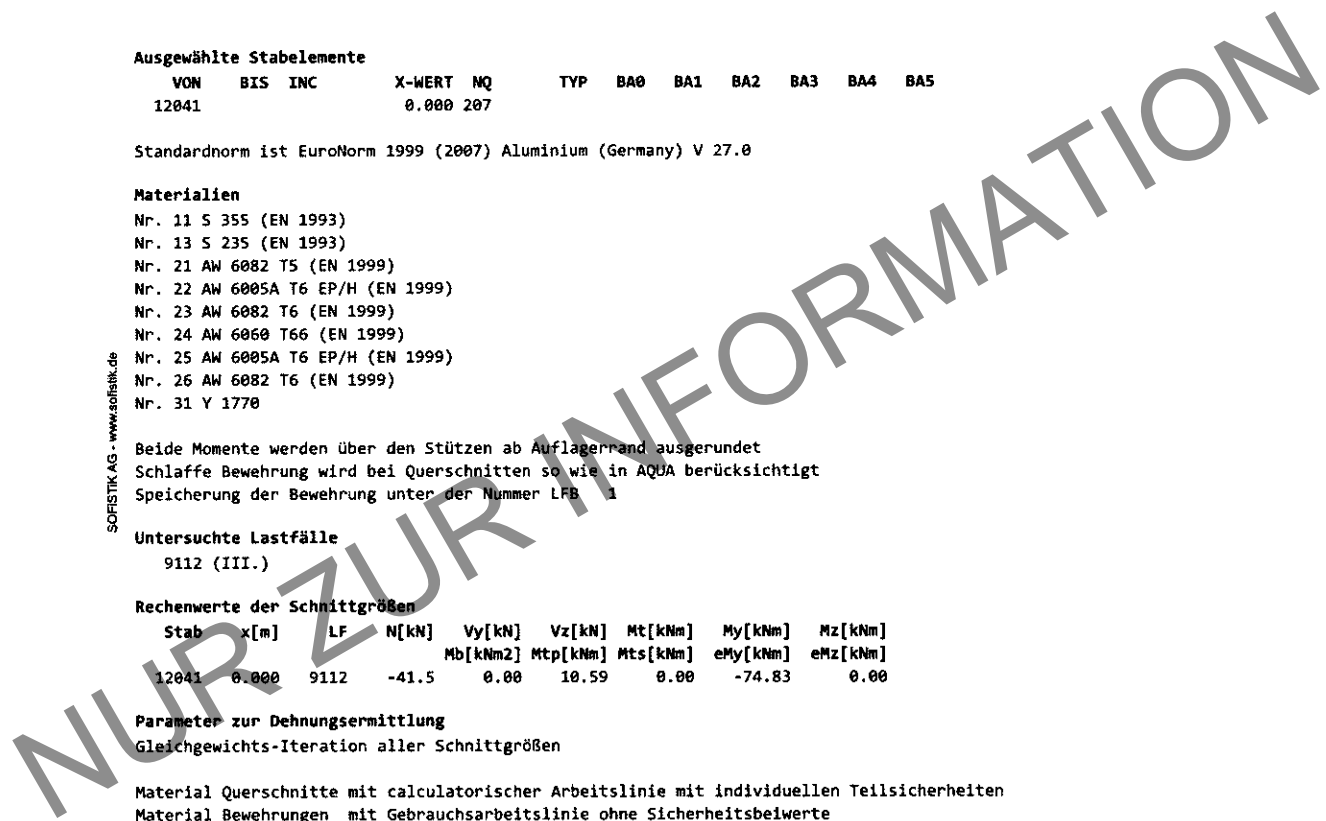 Ausgewählte Stabelemente
VON BIS INC X-WERT NQ TYP BA0 BA1 BA2 BA3 BA4 BA5
12041 0.000 207
Standardnorm ist EuroNorm 1999 (2007) Aluminium (Germany) V 27.0
Materialien
Nr. 11 S 355 (EN 1993)
Nr. 13 S 235 (EN 1993)
Nr. 21 AW 6082 T5 (EN 1999)
Nr. 22 AW 6005A T6 EP/H (EN 1999)
Nr. 23 AW 6082 T6 (EN 1999)
Nr. 24 AW 6060 T66 (EN 1999)
Nr. 25 AW 6005A T6 EP/H (EN 1999)
Nr. 26 AW 6082 T6 (EN 1999)
Nr. 31 Y 1770
Beide Momente werden über den Stützen ab Auflagerrand ausgerundet
Schlaffe Bewehrung wird bei Querschnitten so wie in AQUA berücksichtigt
Speicherung der Bewehrung unter der Nummer LFB 1
Untersuchte Lastfälle
9112 (III.)
Rechenwerte der Schnittgrößen
Stab x[m] LF N[kN] Vy[kN] Vz[kN] Mt[kNm] My[kNm] Mz[kNm]
Mb[kNm2] Mtp[kNm] Mts[kNm] eMy[kNm] eMz[kNm]
12041 0.000 9112 -41.5 0.00 10.59 0.00 -74.83 0.00
Parameter zur Dehnungsermittlung
Gleichgewichts-Iteration aller Schnittgrößen
Material Querschnitte mit calculatorischer Arbeitslinie mit individuellen Teilsicherheiten
Material Bewehrungen mit Gebrauchsarbeitslinie ohne Sicherheitsbeiwerte
SOFISTIK AG - www.sofistik.de
NUR ZUR INFORMATION